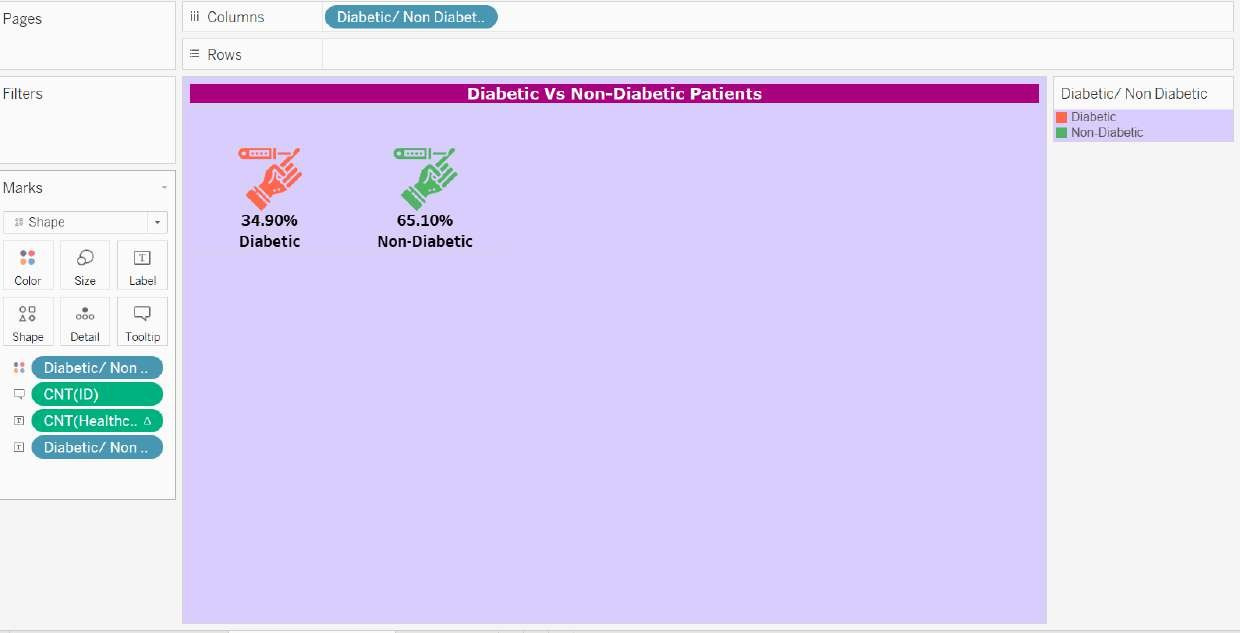 Pages
Columns
Diabetic/ Non Diabet..
Rows
Filters
Marks
Shape
Color
Size
Label
Shape
Detail
Tooltip
Diabetic/ Non ..
CNT(ID)
CNT(Healthc.. Δ
Diabetic/ Non ..
Diabetic Vs Non-Diabetic Patients
34.90%
Diabetic
65.10%
Non-Diabetic
Diabetic/ Non Diabetic
Diabetic
Non-Diabetic